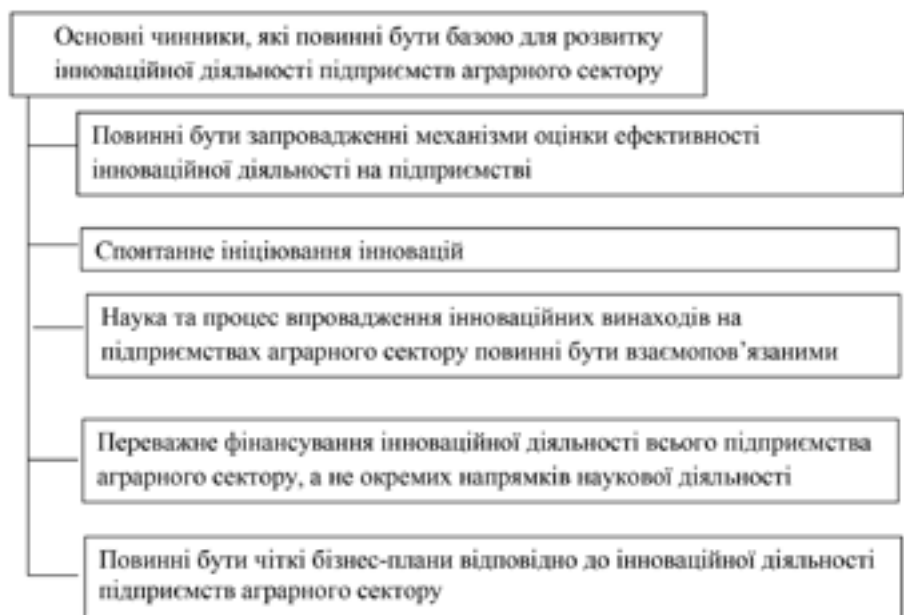 Основні чинники, які повинні бути базою для розвитку
інноваційної діяльності підприємств аграрного сектору
Повинні бути запровадженні механізми оцінки ефективності
інноваційної діяльності на підприємстві
Спонтанне ініціювання інновацій
Наука та процес впровадження інноваційних винаходів на
підприємствах аграрного сектору повинні бути взаємопов’язаними
Переважне фінансування інноваційної діяльності всього підприємства
аграрного сектору, а не окремих напрямків наукової діяльності
Повинні бути чіткі бізнес-плани відповідно до інноваційної діяльності
підприємств аграрного сектору